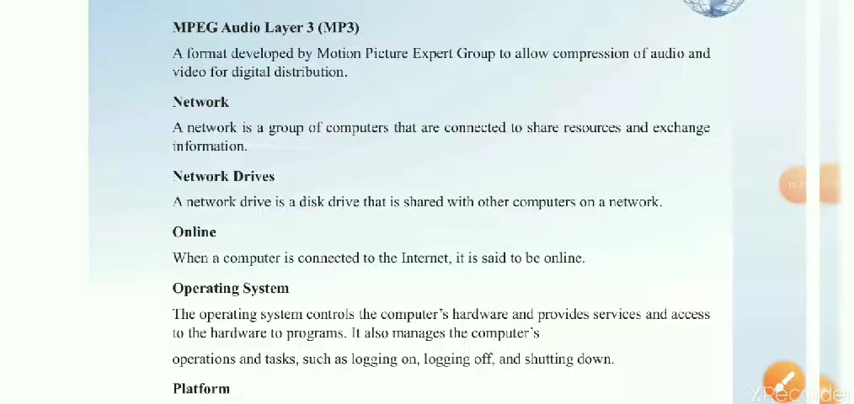 MPEG Audio Layer 3 (MP3)
A format developed by Motion Picture Expert Group to allow compression of audio and
video for digital distribution.
Network
A network is a group of computers that are connected to share resources and exchange
information.
Network Drives
A network drive is a disk drive that is shared with other computers on a network.
Online
When a computer is connected to the Internet, it is said to be online.
Operating System
The operating system controls the computer's hardware and provides services and access
to the hardware to programs. It also manages the computer's
operations and tasks, such as logging on, logging off, and shutting down.
Platform
XRecorder